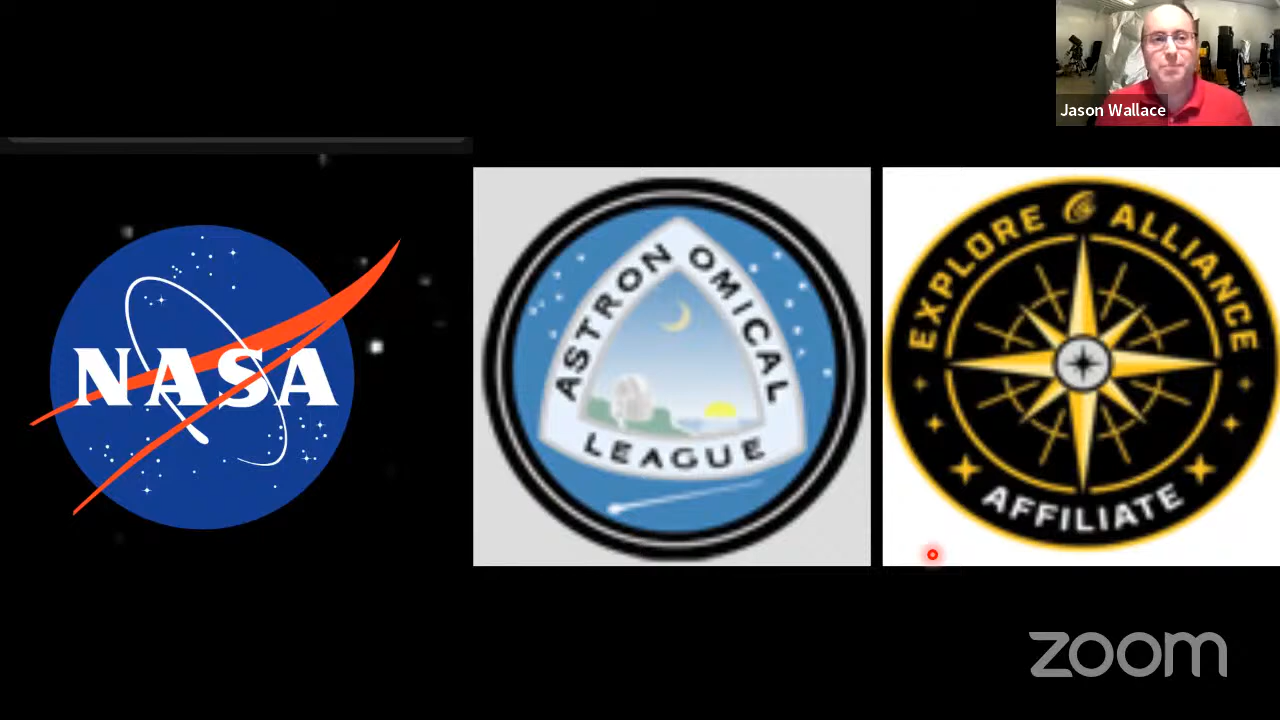 Jason Wallace
NASA
ASTRONOMICAL
LEAGUE
EXPLORE ALLIANCE
AFFILIATE
zoom